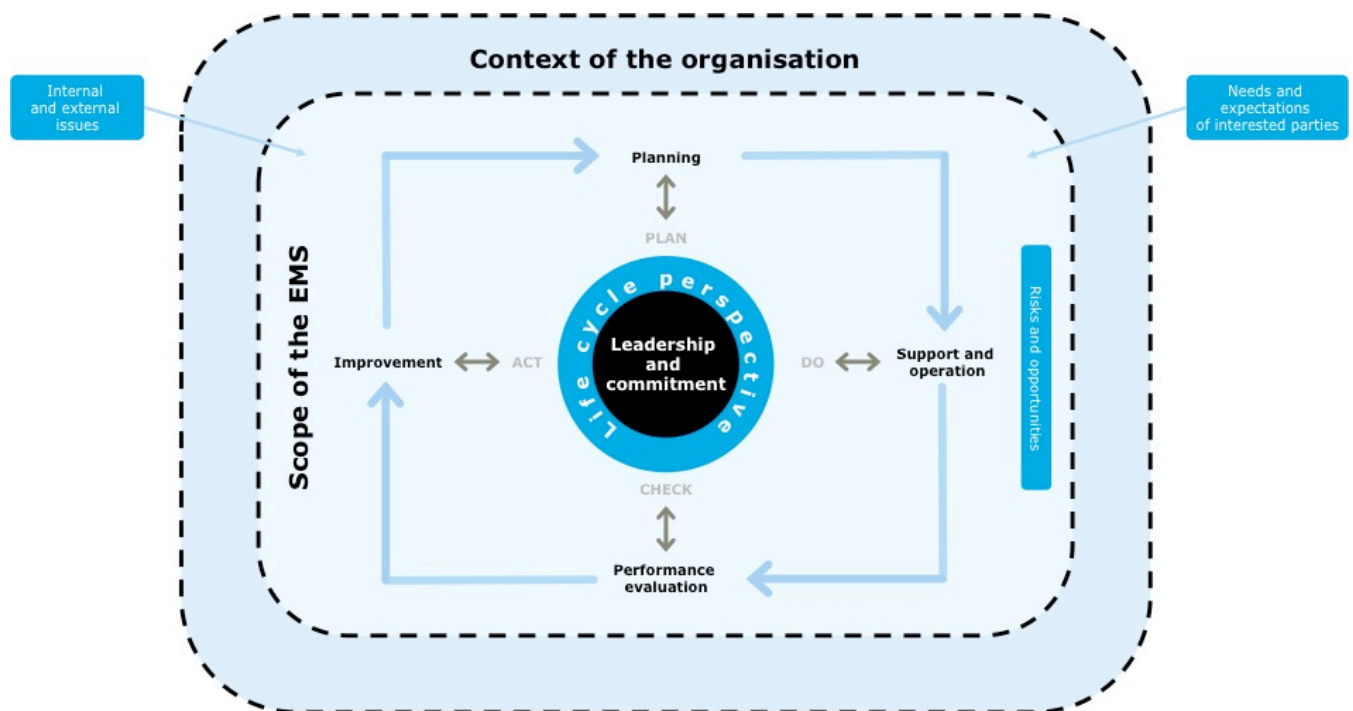 Context of the organisation
Internal
and external
issues
Needs and
expectations
of interested parties
Planning
PLAN
Scope of the EMS
Life cycle perspective
Leadership
and
commitment
Improvement
ACT
DO
Support and
operation
Risks and opportunities
CHECK
Performance
evaluation